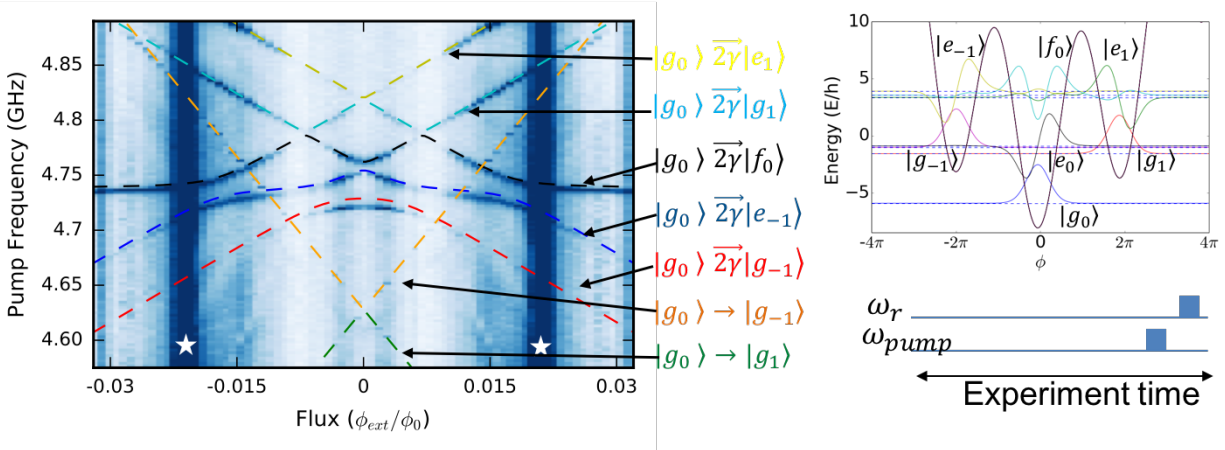 Pump Frequency (GHz)
4.85
4.8
4.75
4.7
4.65
4.60
-0.03
-0.015
0
0.015
0.03
Flux (ϕ_ext/ϕ_0)
|g_0⟩ 2γ→ |e_1⟩
|g_0⟩ 2γ→ |g_1⟩
|g_0⟩ 2γ→ |f_0⟩
|g_0⟩ 2γ→ |e_−1⟩
|g_0⟩ 2γ→ |g_−1⟩
|g_0⟩ → |g_−1⟩
|g_0⟩ → |g_1⟩
Energy (E/h)
E/10
5
0
−5
|e_−1⟩
|f_0⟩
|e_1⟩
|g_−1⟩
|e_0⟩
|g_1⟩
|g_0⟩
-4π
-2π
0
2π
4π
ϕ
ω_r
ω_pump
Experiment time